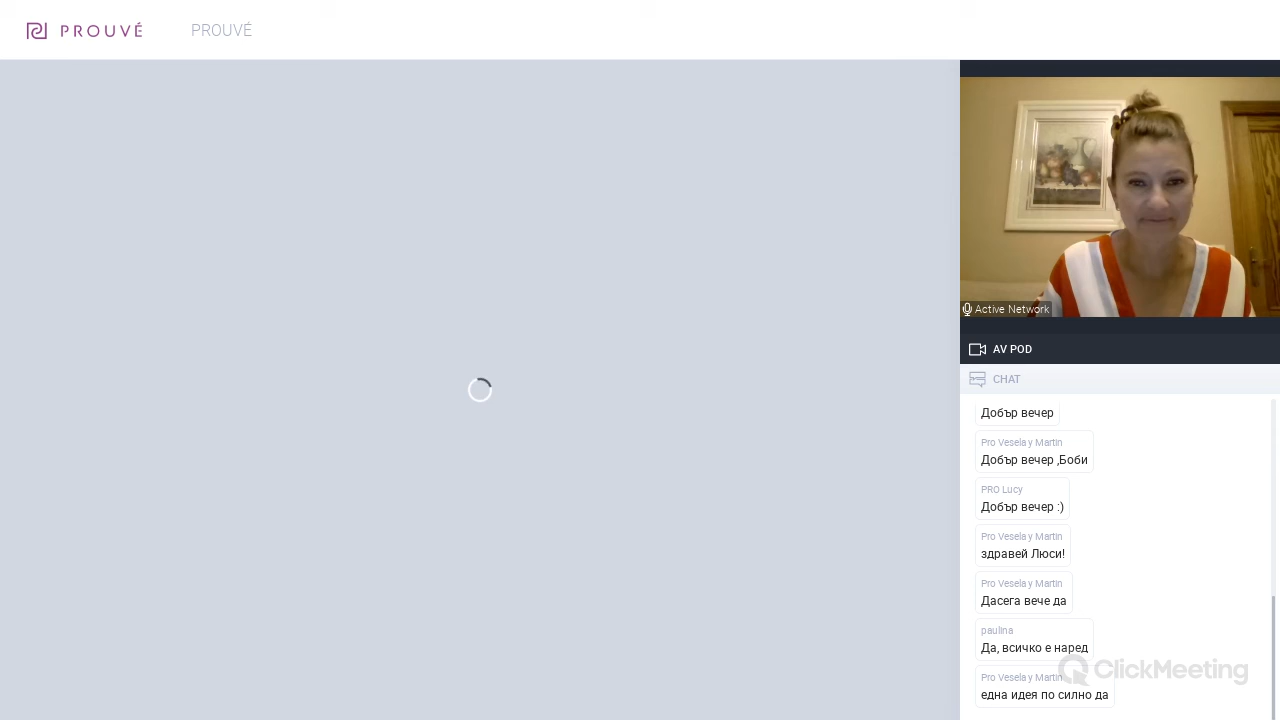 PROUVÉ
PROUVÉ
Active Network
AV POD
CHAT
Добър вечер
Pro Vesela y Martin
Добър вечер ,Боби
PRO Lucy
Добър вечер :)
Pro Vesela y Martin
здравей Люси!
Pro Vesela y Martin
Дасега вече да
paulina
Да, всичко е наред
ClickMeeting
Pro Vesela y Martin
една идея по силно да